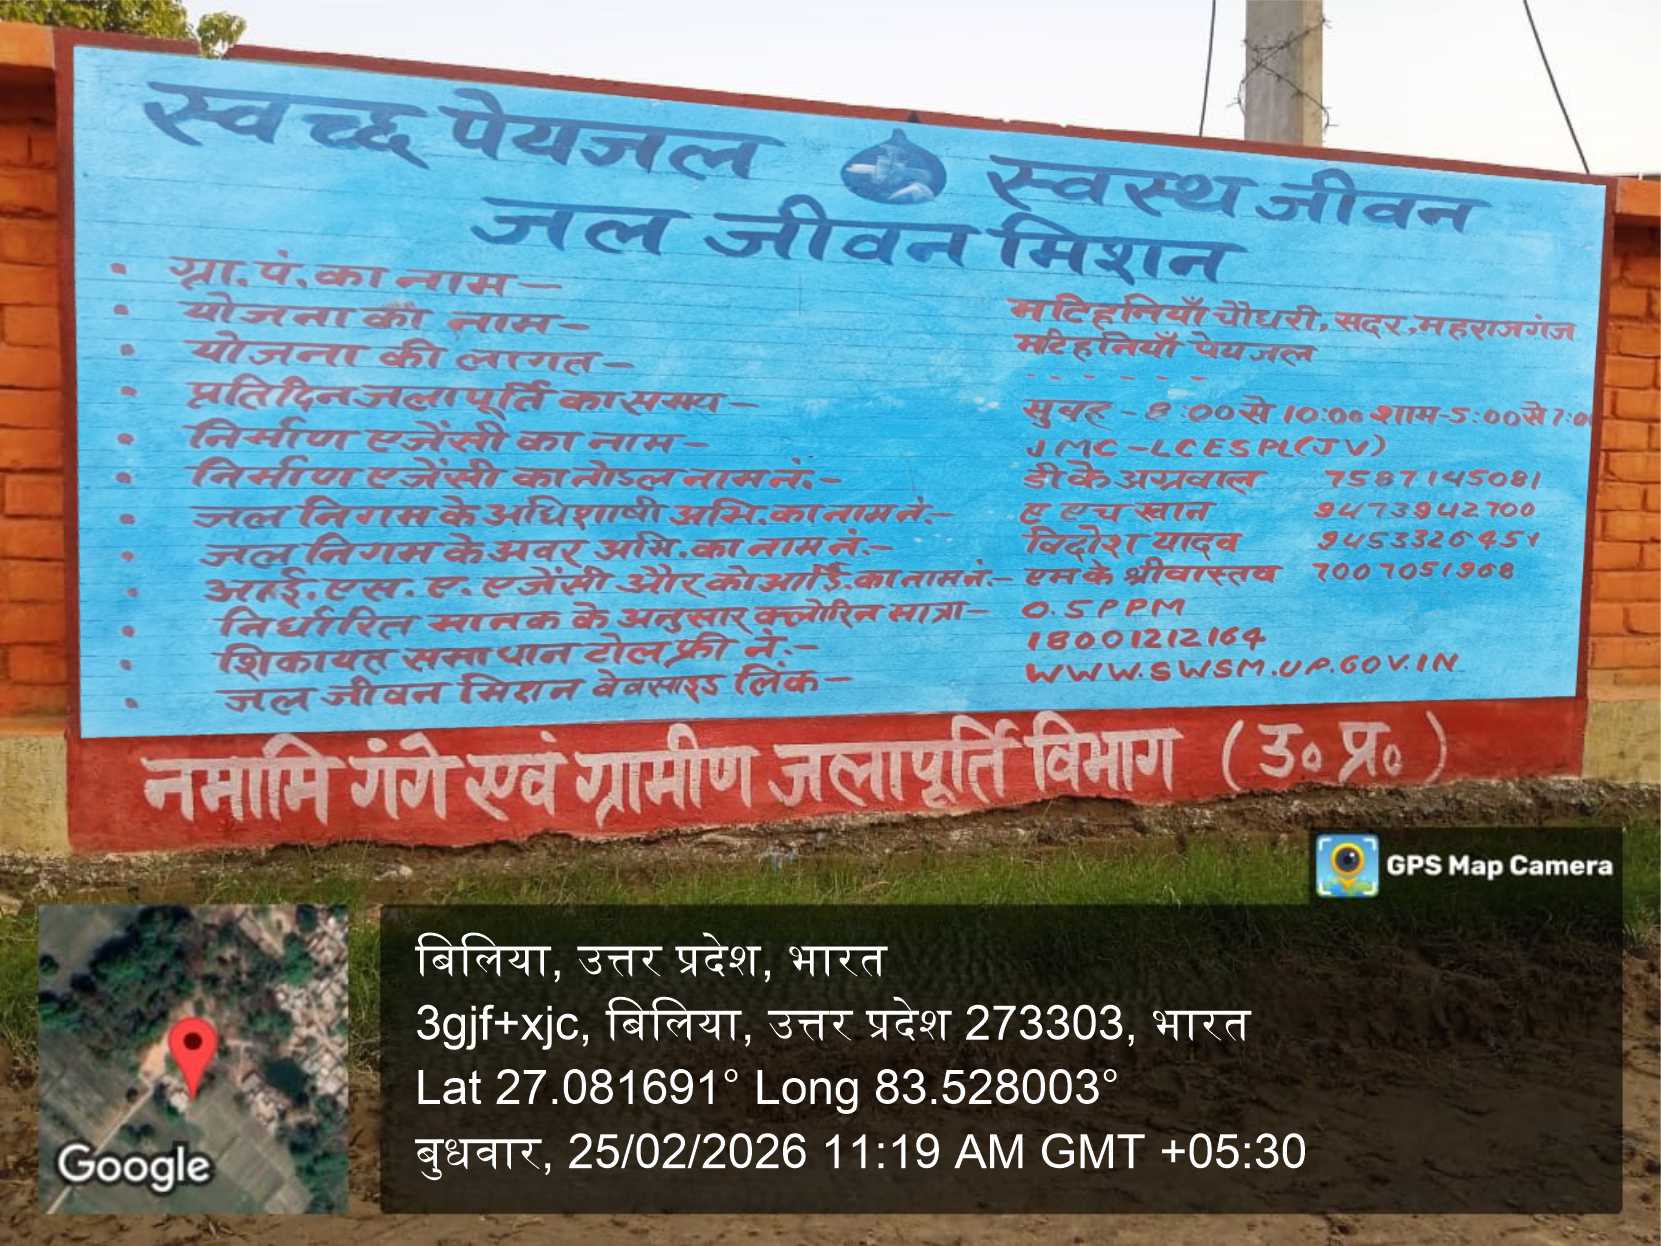 स्वच्छ पेयजल स्वस्थ जीवन
जल जीवन मिशन
• ग्रा. पं. का नाम – मटिहनियाँ चौधरी, सदर, महराजगंज
• योजना की नाम – मटिहनियाँ पेयजल
• योजना की लागत – - - - - - -
• प्रतिदिन जलापूर्ति का समय – सुबह - 8:00 से 10:00 शाम - 5:00 से 7:00
• निर्माण एजेंसी का नाम – JMC-LCESPL(JV)
• निर्माण एजेंसी का तोऽल नाम नं.:- डी के अग्रवाल 7587145081
• जल निगम के अधिशाषी अभि. का नाम नं.:- ए एच खान 9473942700
• जल निगम के अवर अभि. का नाम नं.:- विदोश यादव 9453326451
• आई. एस. ए. एजेंसी और कोआर्डि. का नाम नं.:- एम के श्रीवास्तव 7007051968
• निर्धारित मानक के अनुसार क्लोरिन मात्रा – 0.5 PPM
• शिकायत समाधान टोल फ्री नं.:- 18001212164
• जल जीवन मिशन वेबसाइड लिंक – WWW.SWSM.UP.GOV.IN
नमामि गंगे एवं ग्रामीण जलापूर्ति विभाग (उ० प्र०)
GPS Map Camera
बिलिया, उत्तर प्रदेश, भारत
3gjf+xjc, बिलिया, उत्तर प्रदेश 273303, भारत
Lat 27.081691° Long 83.528003°
बुधवार, 25/02/2026 11:19 AM GMT +05:30
Google